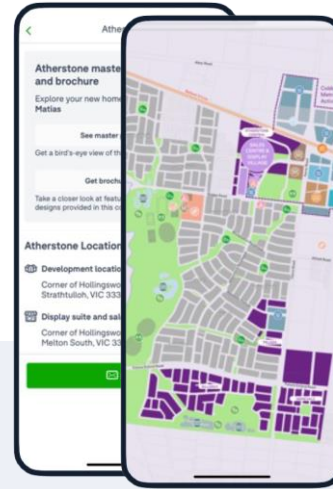 Ather
Atherstone maste
and brochure
Explore your new home
Matias
See master
Get a bird's-eye view of th
Get brochu
Take a closer look at featu
designs provided in this co
Atherstone Location
Development locatio
Corner of Hollingswo
Strathtulloh, VIC 333
Display suite and sal
Corner of Hollingswo
Melton South, VIC 33
SALES
CENTRE &
DISPLAY
VILLAGE